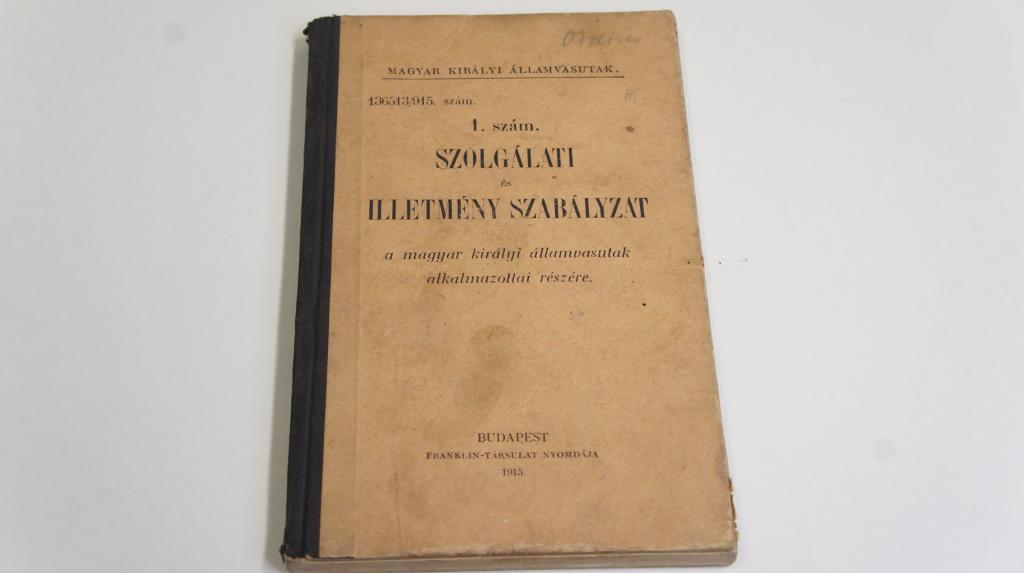 MAGYAR KIRÁLYI ÁLLAMVASUTAK.
136513/915. szám.
1. szám.
SZOLGÁLATI
ÉS
ILLETMÉNY SZABÁLYZAT
a magyar királyi államvasutak
alkalmazottai részére.
BUDAPEST
FRANKLIN-TÁRSULAT NYOMDÁJA
1915.